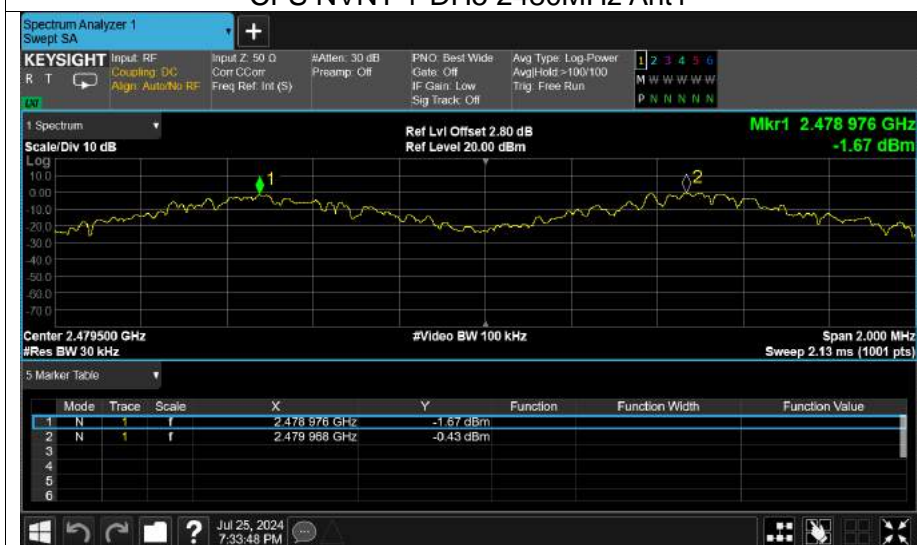 CFS NVNT 1-DH5 2480MHz Ant1
Spectrum Analyzer 1
Swept SA
+
KEYSIGHT
R T
Input: RF
Coupling: DC
Align: Auto/No RF
Input Z: 50 Ω
Corr CCorr
Freq Ref: Int (S)
#Atten: 30 dB
Preamp: Off
PNO: Best Wide
Gate: Off
IF Gain: Low
Sig Track: Off
Avg Type: Log-Power
Avg|Hold:>100/100
Trig: Free Run
1 2 3 4 5 6
M W W W W W
P N N N N N
1 Spectrum
Scale/Div 10 dB
Ref Lvl Offset 2.80 dB
Ref Level 20.00 dBm
Mkr1 2.478 976 GHz
-1.67 dBm
Log
10.0
0.00
-10.0
-20.0
-30.0
-40.0
-50.0
-60.0
-70.0
1
2
Center 2.479500 GHz
#Res BW 30 kHz
#Video BW 100 kHz
Span 2.000 MHz
Sweep 2.13 ms (1001 pts)
5 Marker Table
Mode Trace Scale X Y Function Function Width Function Value
1 N 1 f 2.478 976 GHz -1.67 dBm
2 N 1 f 2.479 968 GHz -0.43 dBm
3
4
5
6
?
Jul 25, 2024
7:33:48 PM